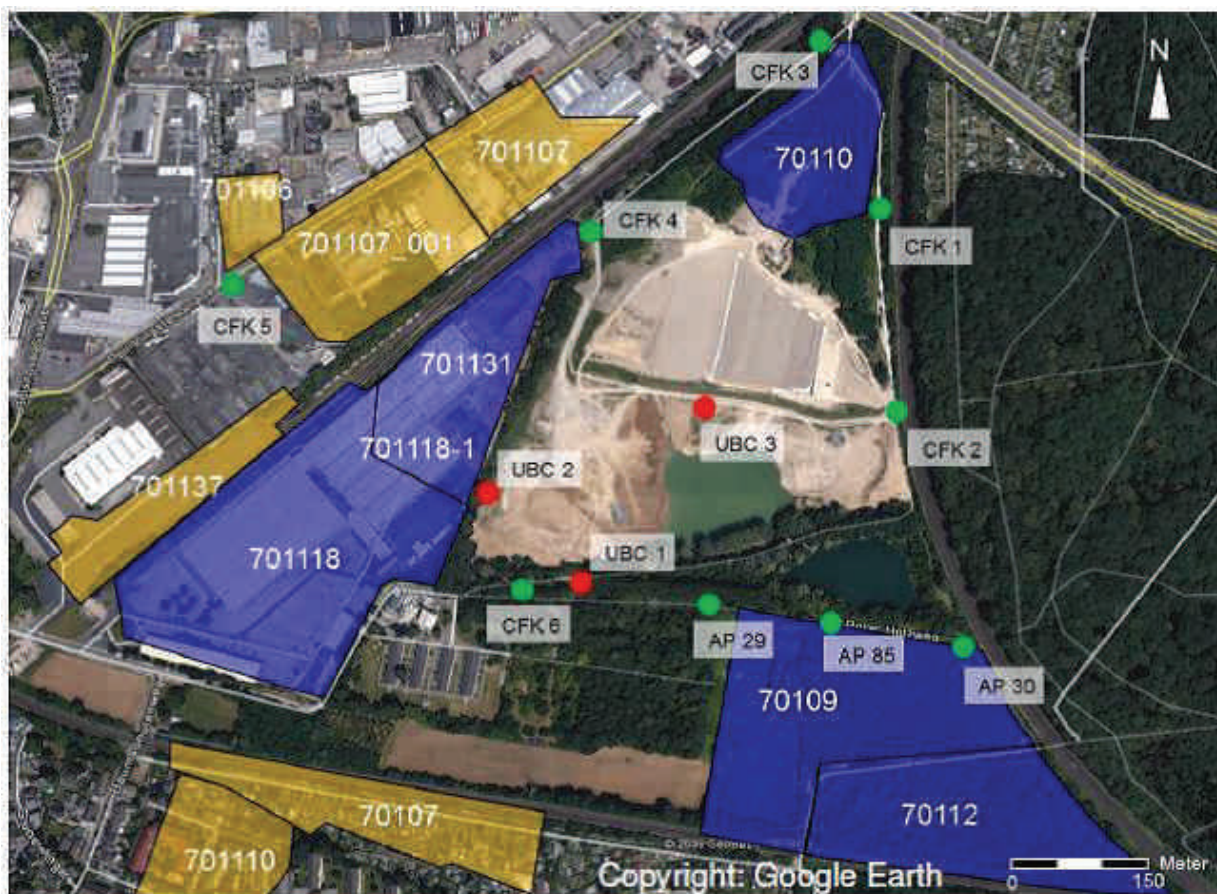 N
CFK 3
701107
70110
701106
CFK 4
CFK 1
701107_001
CFK 5
701131
UBC 3
CFK 2
701118-1
UBC 2
701137
701118
UBC 1
CFK 6
AP 29
AP 85
AP 30
70109
70107
70112
701110
Copyright: Google Earth
Meter
0 150